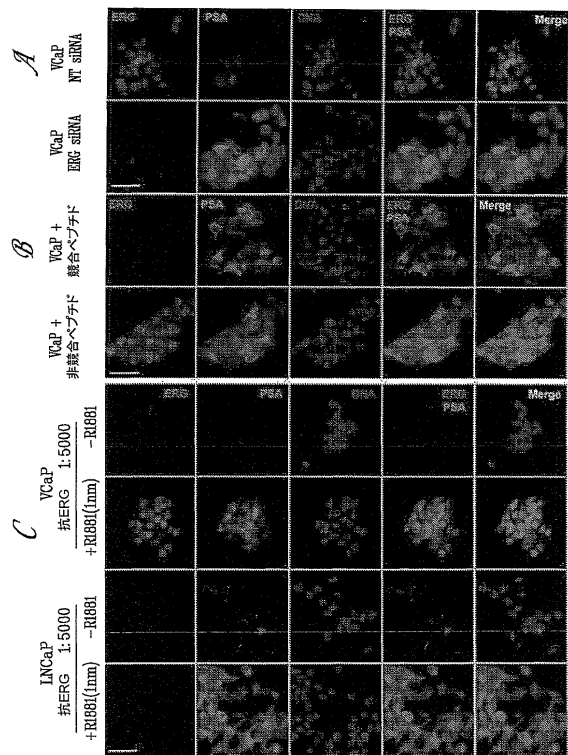 A
VCaP
NT siRNA
ERG
PSA
DNA
ERG
PSA
Merge
VCaP
ERG siRNA
B
VCaP +
競合ペプチド
ERG
PSA
DNA
ERG
PSA
Merge
VCaP +
非競合ペプチド
C
VCaP
抗ERG 1:5000
-R1881
ERG
PSA
DNA
ERG
PSA
Merge
+R1881(1nm)
LNCaP
抗ERG 1:5000
-R1881
+R1881(1nm)